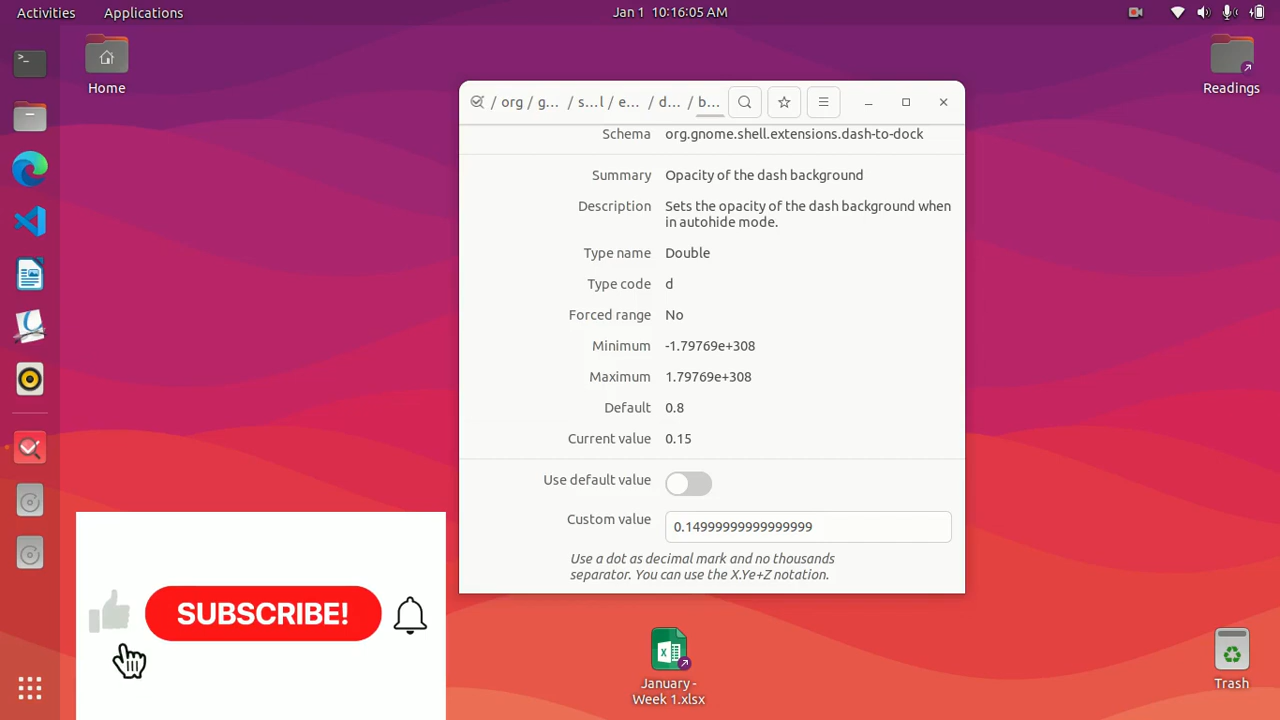 Activities
Applications
Jan 1 10:16:05 AM
Home
Readings
/ org / g... / s...l / e... / d... / b...
Schema
org.gnome.shell.extensions.dash-to-dock
Summary
Opacity of the dash background
Description
Sets the opacity of the dash background when
in autohide mode.
Type name
Double
Type code
d
Forced range
No
Minimum
-1.79769e+308
Maximum
1.79769e+308
Default
0.8
Current value
0.15
Use default value
Custom value
0.14999999999999999
Use a dot as decimal mark and no thousands
separator. You can use the X.Ye+Z notation.
SUBSCRIBE!
January -
Week 1.xlsx
Trash